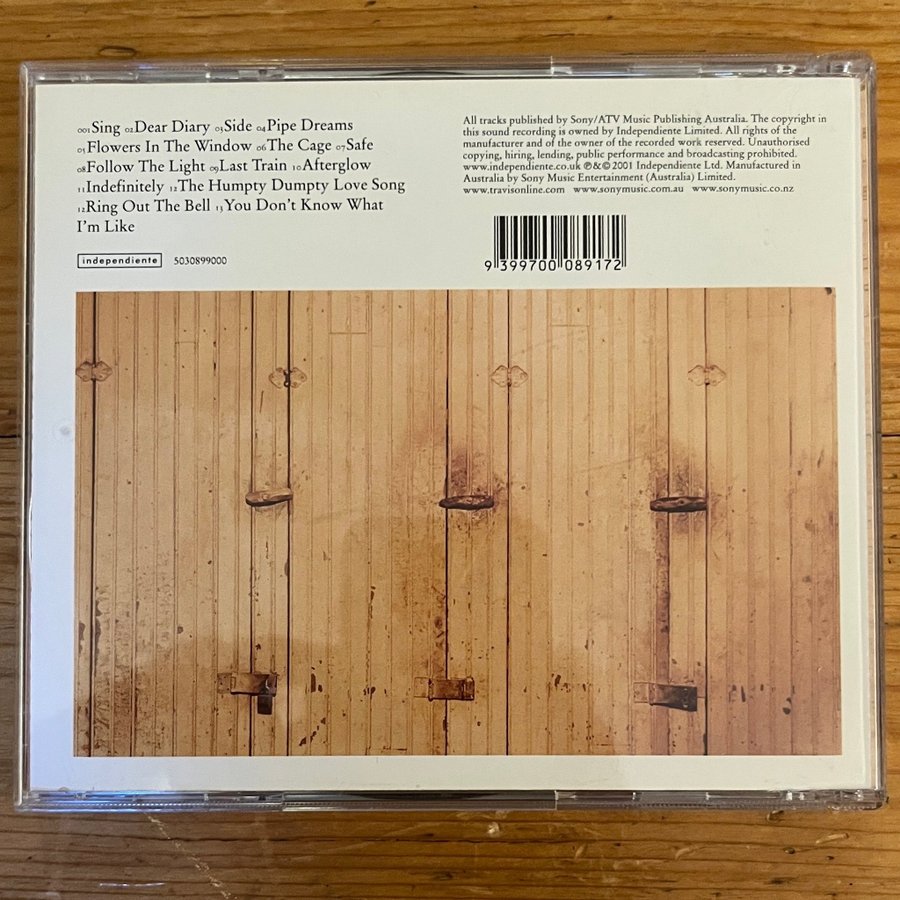 001 Sing 02 Dear Diary 03 Side 04 Pipe Dreams
05 Flowers In The Window 06 The Cage 07 Safe
08 Follow The Light 09 Last Train 10 Afterglow
11 Indefinitely 12 The Humpty Dumpty Love Song
12 Ring Out The Bell 13 You Don't Know What
I'm Like
independiente 5030899000
All tracks published by Sony/ATV Music Publishing Australia. The copyright in
this sound recording is owned by Independiente Limited. All rights of the
manufacturer and of the owner of the recorded work reserved. Unauthorised
copying, hiring, lending, public performance and broadcasting prohibited.
www.independiente.co.uk ℗&© 2001 Independiente Ltd. Manufactured in
Australia by Sony Music Entertainment (Australia) Limited.
www.travisonline.com www.sonymusic.com.au www.sonymusic.co.nz
9 399700 089172